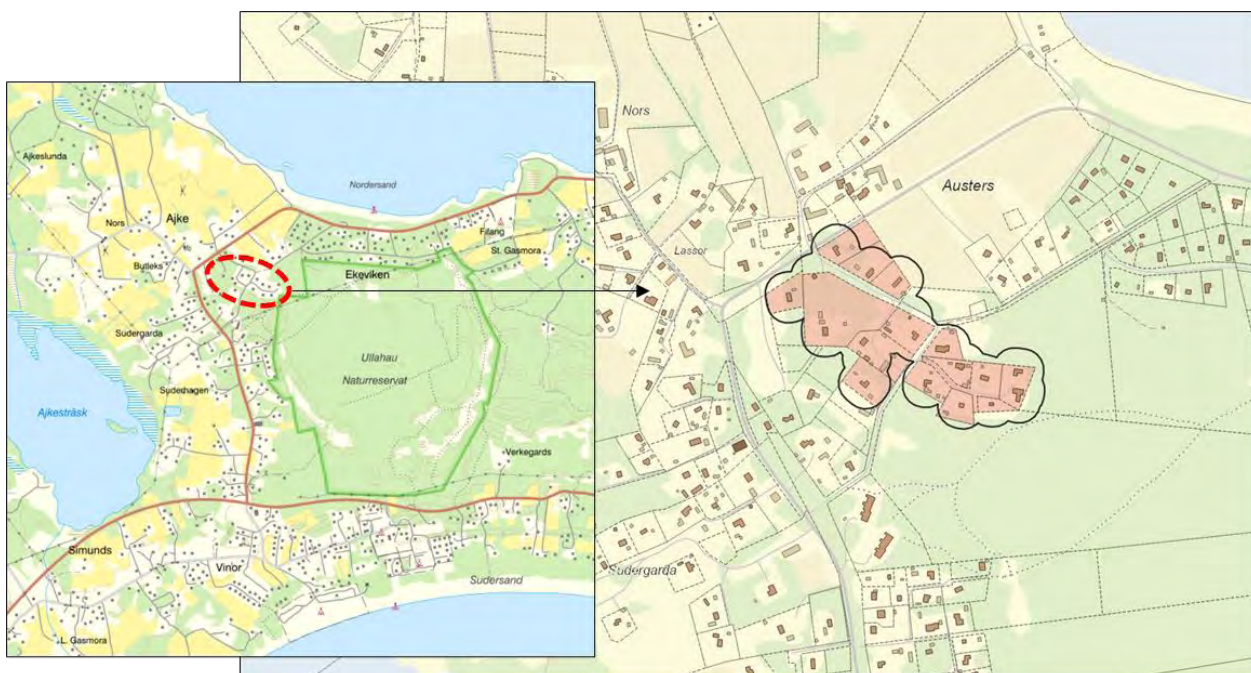 Ajkeslunda
Nordersand
Nors
Ajke
Filang
St. Gasmora
Bulleks
Ekeviken
Sudergarda
Ullahau
Naturreservat
Suderhagen
Ajkesträsk
Verkegards
Simunds
Vinor
Sudersand
L. Gasmora
Nors
Austers
Lassor
Sudergarda